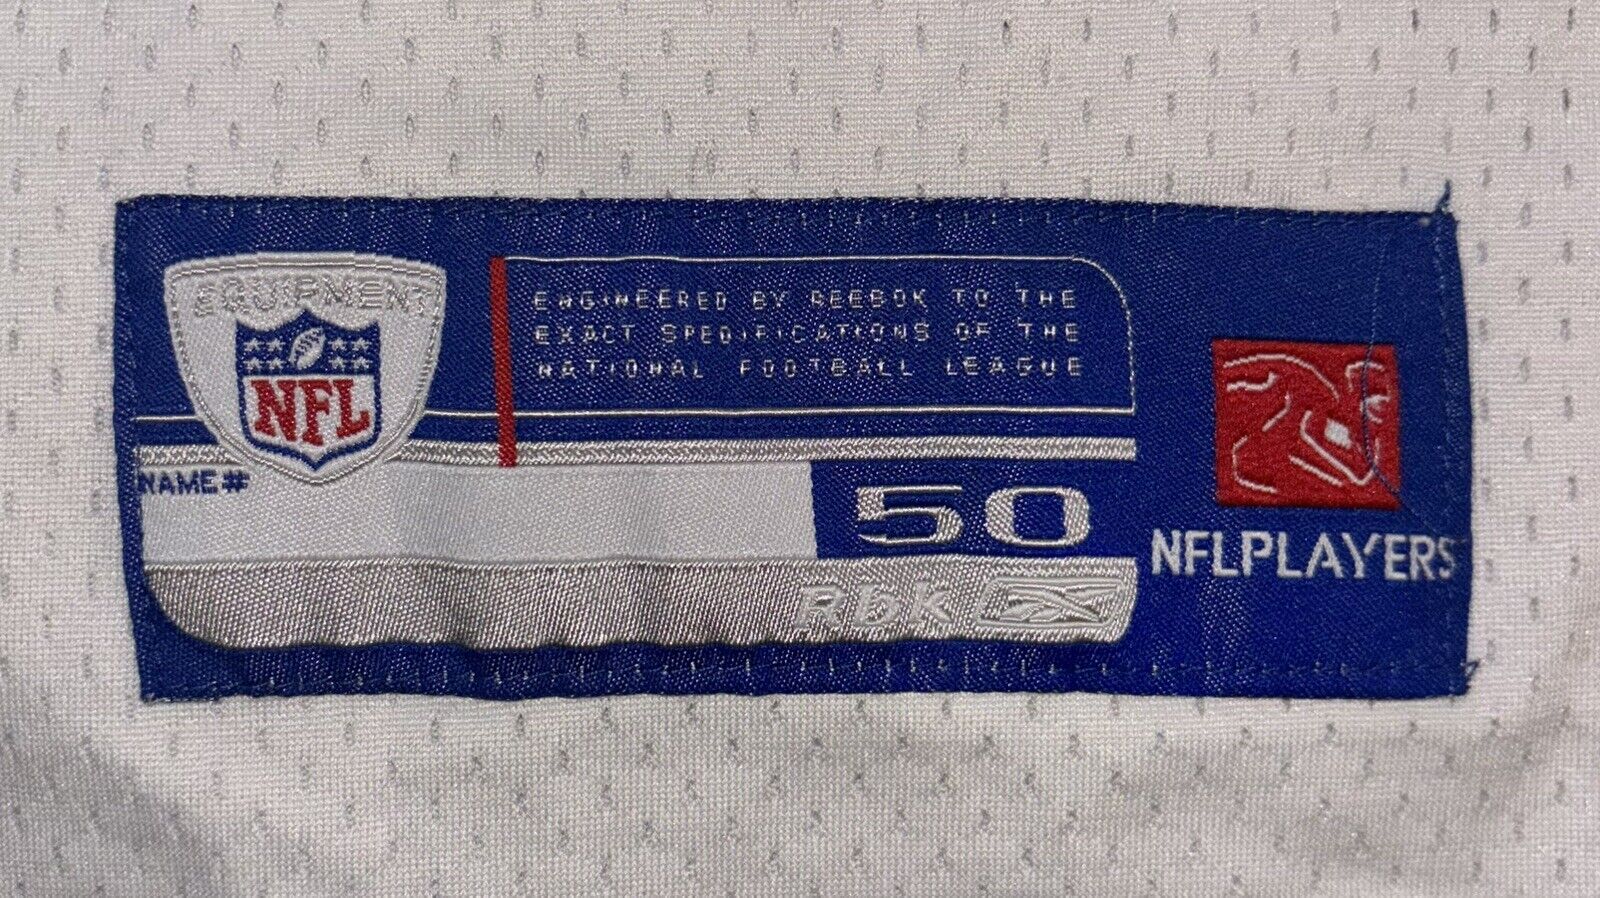 EQUIPMENT
NFL
ENGINEERED BY REEBOK TO THE
EXACT SPECIFICATIONS OF THE
NATIONAL FOOTBALL LEAGUE
NAME#
50
Rbk
NFLPLAYERS